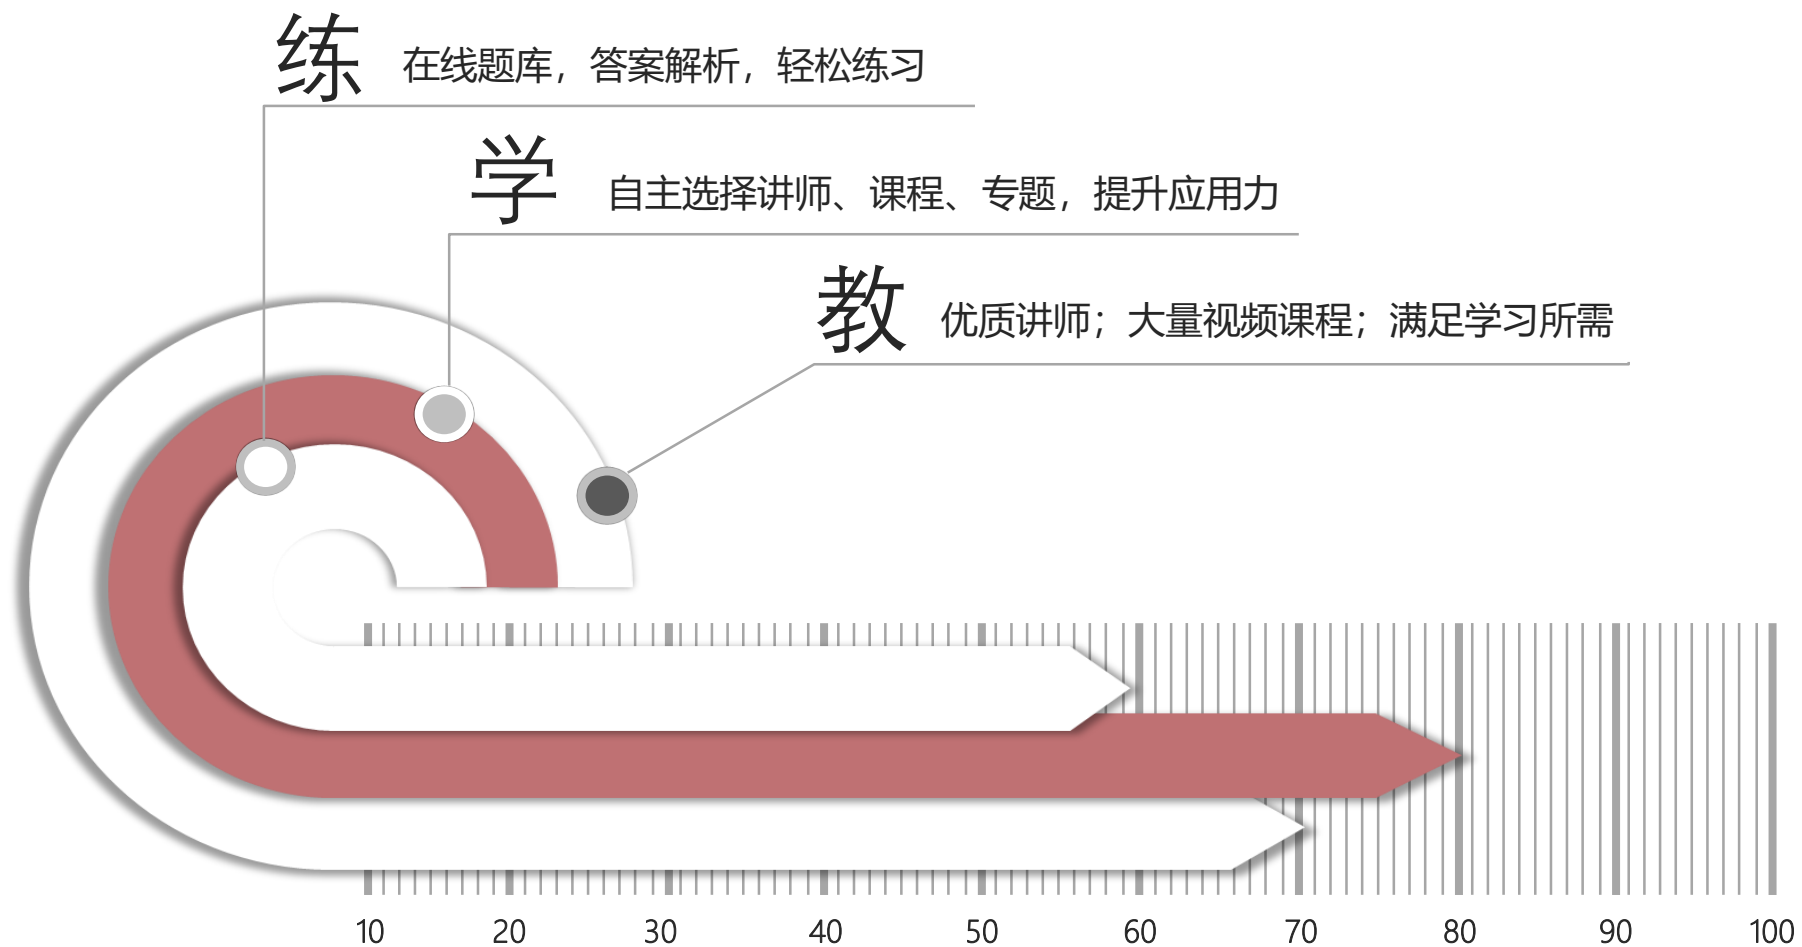 练 在线题库，答案解析，轻松练习
学 自主选择讲师、课程、专题，提升应用力
教 优质讲师；大量视频课程；满足学习所需
10 20 30 40 50 60 70 80 90 100